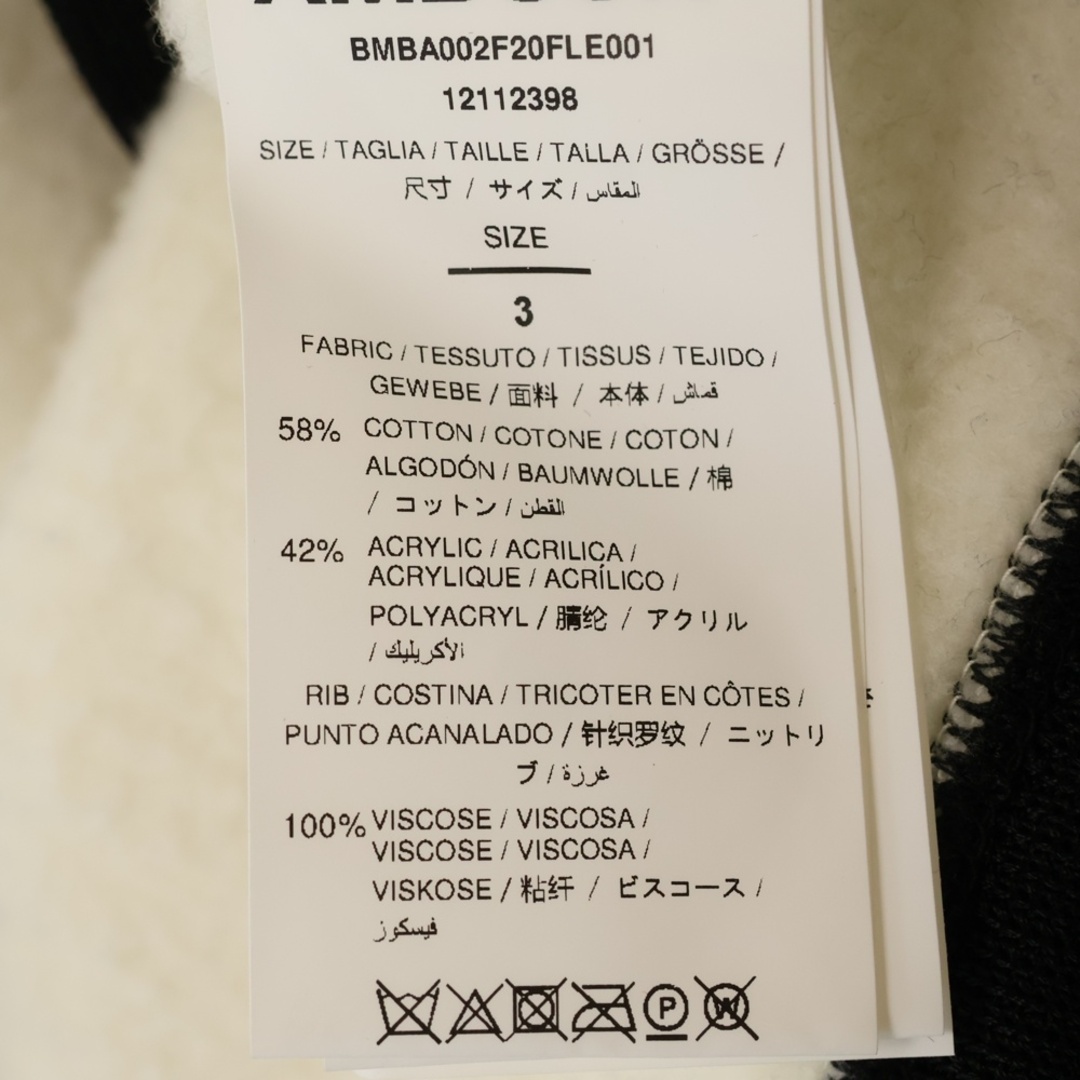 BMBA002F20FLE001
12112398
SIZE / TAGLIA / TAILLE / TALLA / GRÖSSE /
尺寸 / サイズ / المقاس
SIZE
3
FABRIC / TESSUTO / TISSUS / TEJIDO /
GEWEBE / 面料 / 本体 / قماش
58% COTTON / COTONE / COTON /
ALGODÓN / BAUMWOLLE / 棉
/ コットン / القطن
42% ACRYLIC / ACRILICA /
ACRYLIQUE / ACRÍLICO /
POLYACRYL / 腈纶 / アクリル
/ الأكريليك
RIB / COSTINA / TRICOTER EN CÔTES /
PUNTO ACANALADO / 针织罗纹 / ニットリ
ブ / غرزة
100% VISCOSE / VISCOSA /
VISCOSE / VISCOSA /
VISKOSE / 粘纤 / ビスコース /
فيسكوز
P W